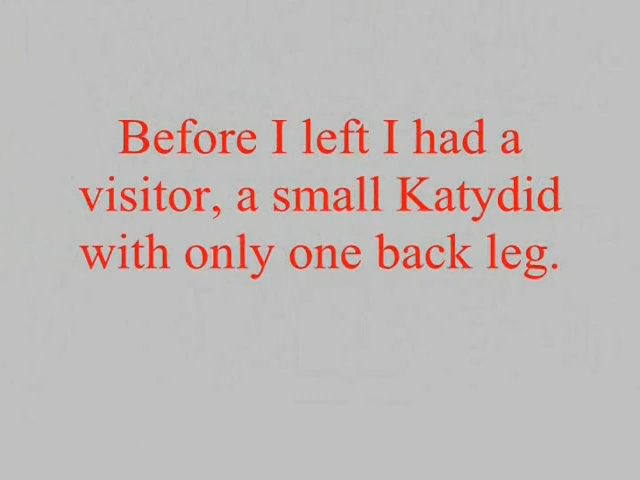 Before I left I had a
visitor, a small Katydid
with only one back leg.